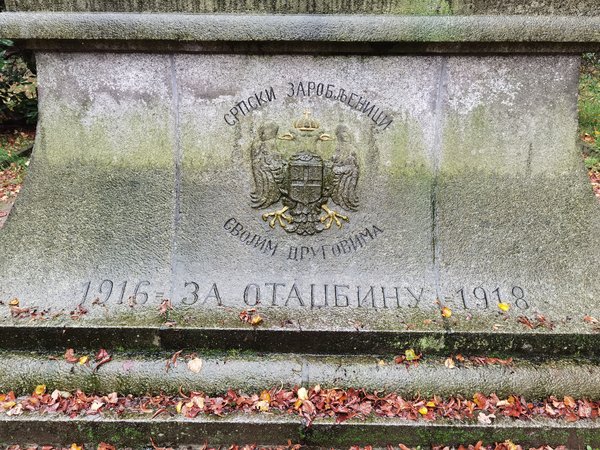 СРПСКИ ЗАРОБЉЕНИЦИ
СВОЈИМ ДРУГОВИМА
1916 - ЗА ОТАЏБИНУ - 1918